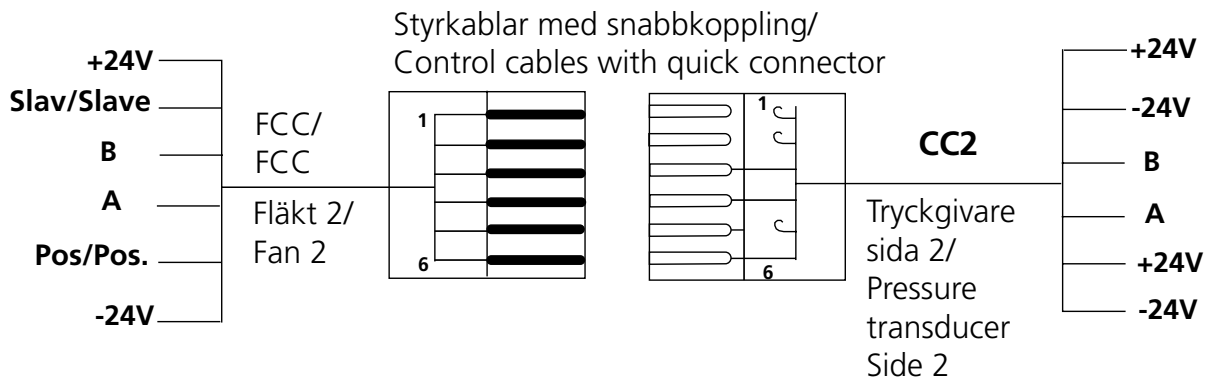 Styrkablar med snabbkoppling/
Control cables with quick connector
+24V
Slav/Slave
B
A
Pos/Pos.
-24V
FCC/
FCC
Fläkt 2/
Fan 2
1
6
1
6
CC2
Tryckgivare
sida 2/
Pressure
transducer
Side 2
+24V
-24V
B
A
+24V
-24V